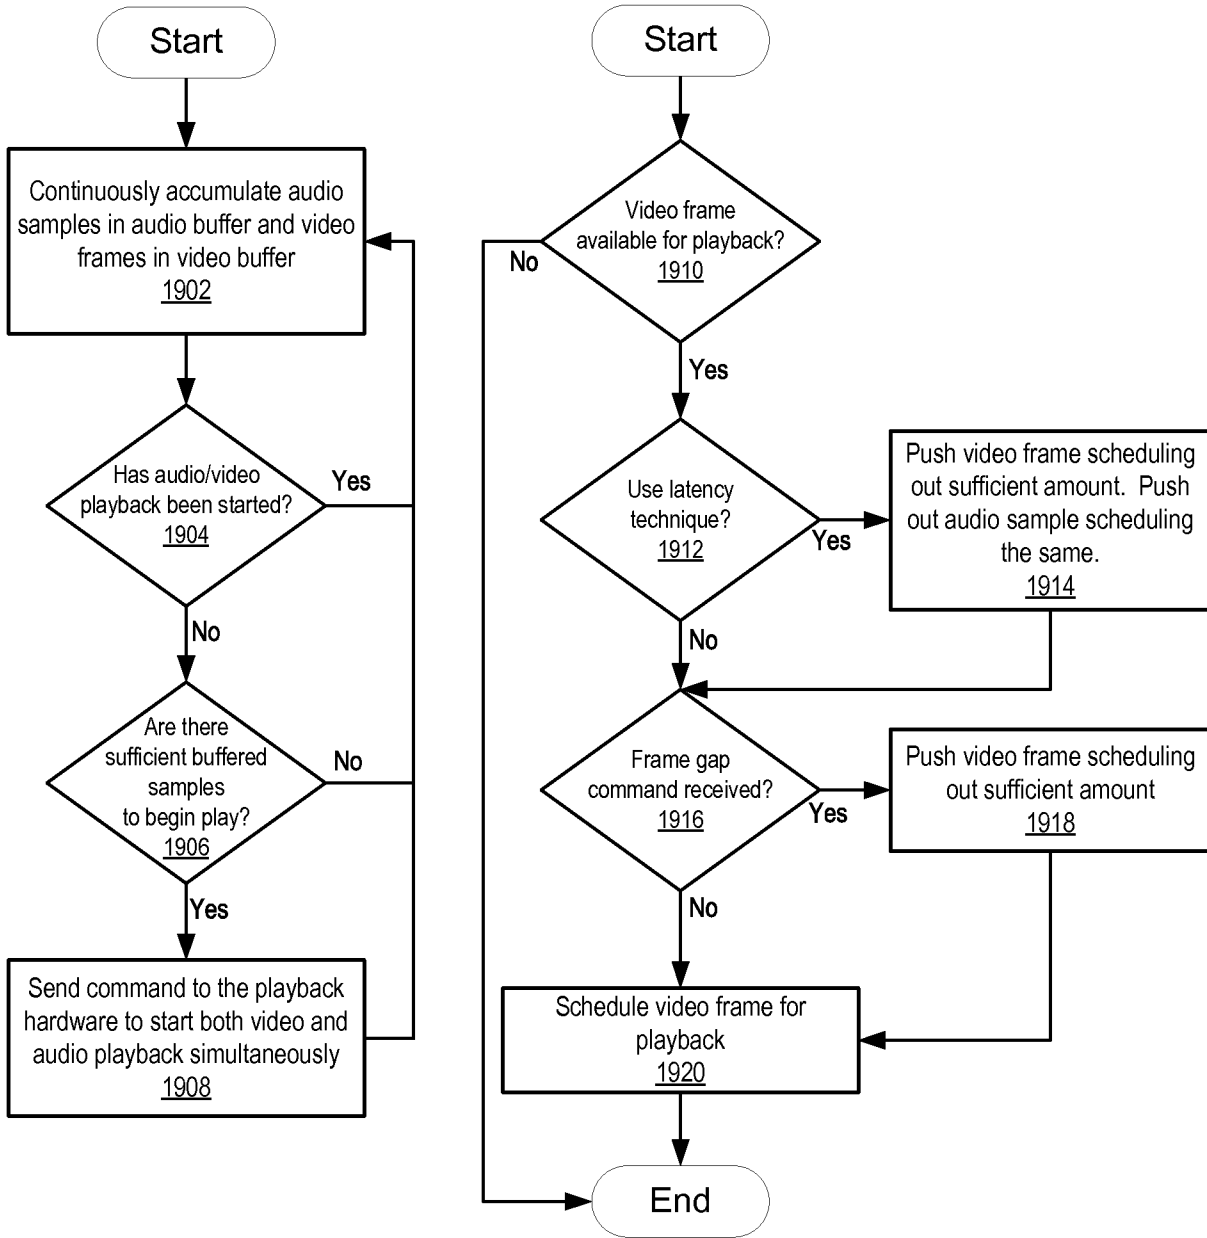 Start
Continuously accumulate audio
samples in audio buffer and video
frames in video buffer
1902
Has audio/video
playback been started?
1904
Yes
No
Are there
sufficient buffered
samples
to begin play?
1906
No
Yes
Send command to the playback
hardware to start both video and
audio playback simultaneously
1908
Start
Video frame
available for playback?
1910
No
Yes
Use latency
technique?
1912
Yes
No
Push video frame scheduling
out sufficient amount. Push
out audio sample scheduling
the same.
1914
Frame gap
command received?
1916
Yes
No
Push video frame scheduling
out sufficient amount
1918
Schedule video frame for
playback
1920
End